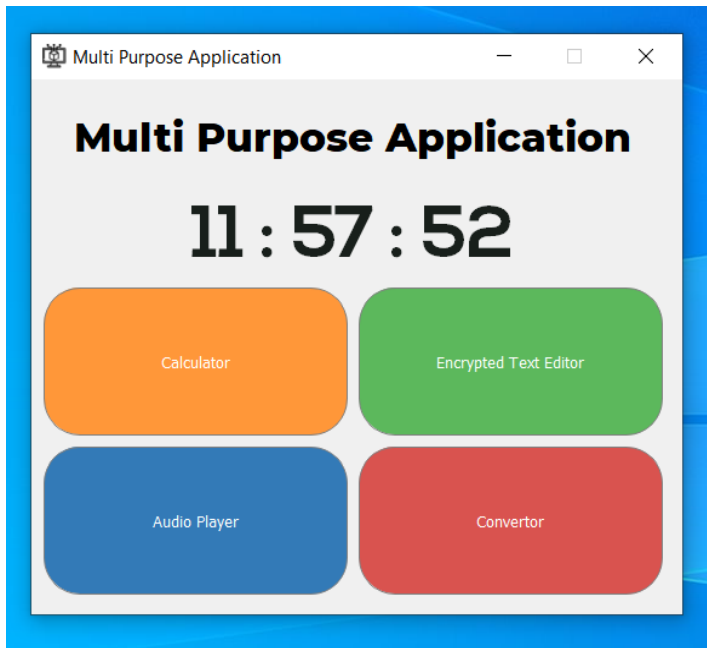 Multi Purpose Application
Multi Purpose Application
11 : 57 : 52
Calculator
Encrypted Text Editor
Audio Player
Convertor